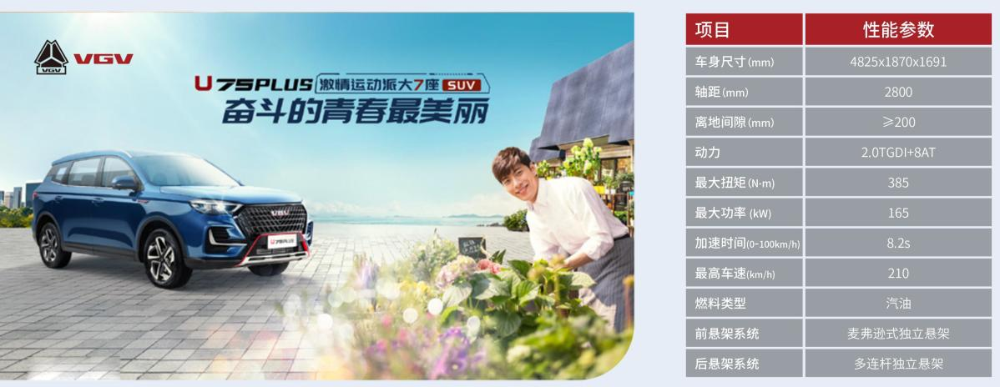 VGV
VGV
U75PLUS 激情运动派大7座 SUV
奋斗的青春最美丽
VGV
U75PLUS
项目 性能参数
车身尺寸(mm) 4825x1870x1691
轴距(mm) 2800
离地间隙(mm) ≥200
动力 2.0TGDI+8AT
最大扭矩(N·m) 385
最大功率 (kW) 165
加速时间(0-100km/h) 8.2s
最高车速(km/h) 210
燃料类型 汽油
前悬架系统 麦弗逊式独立悬架
后悬架系统 多连杆独立悬架